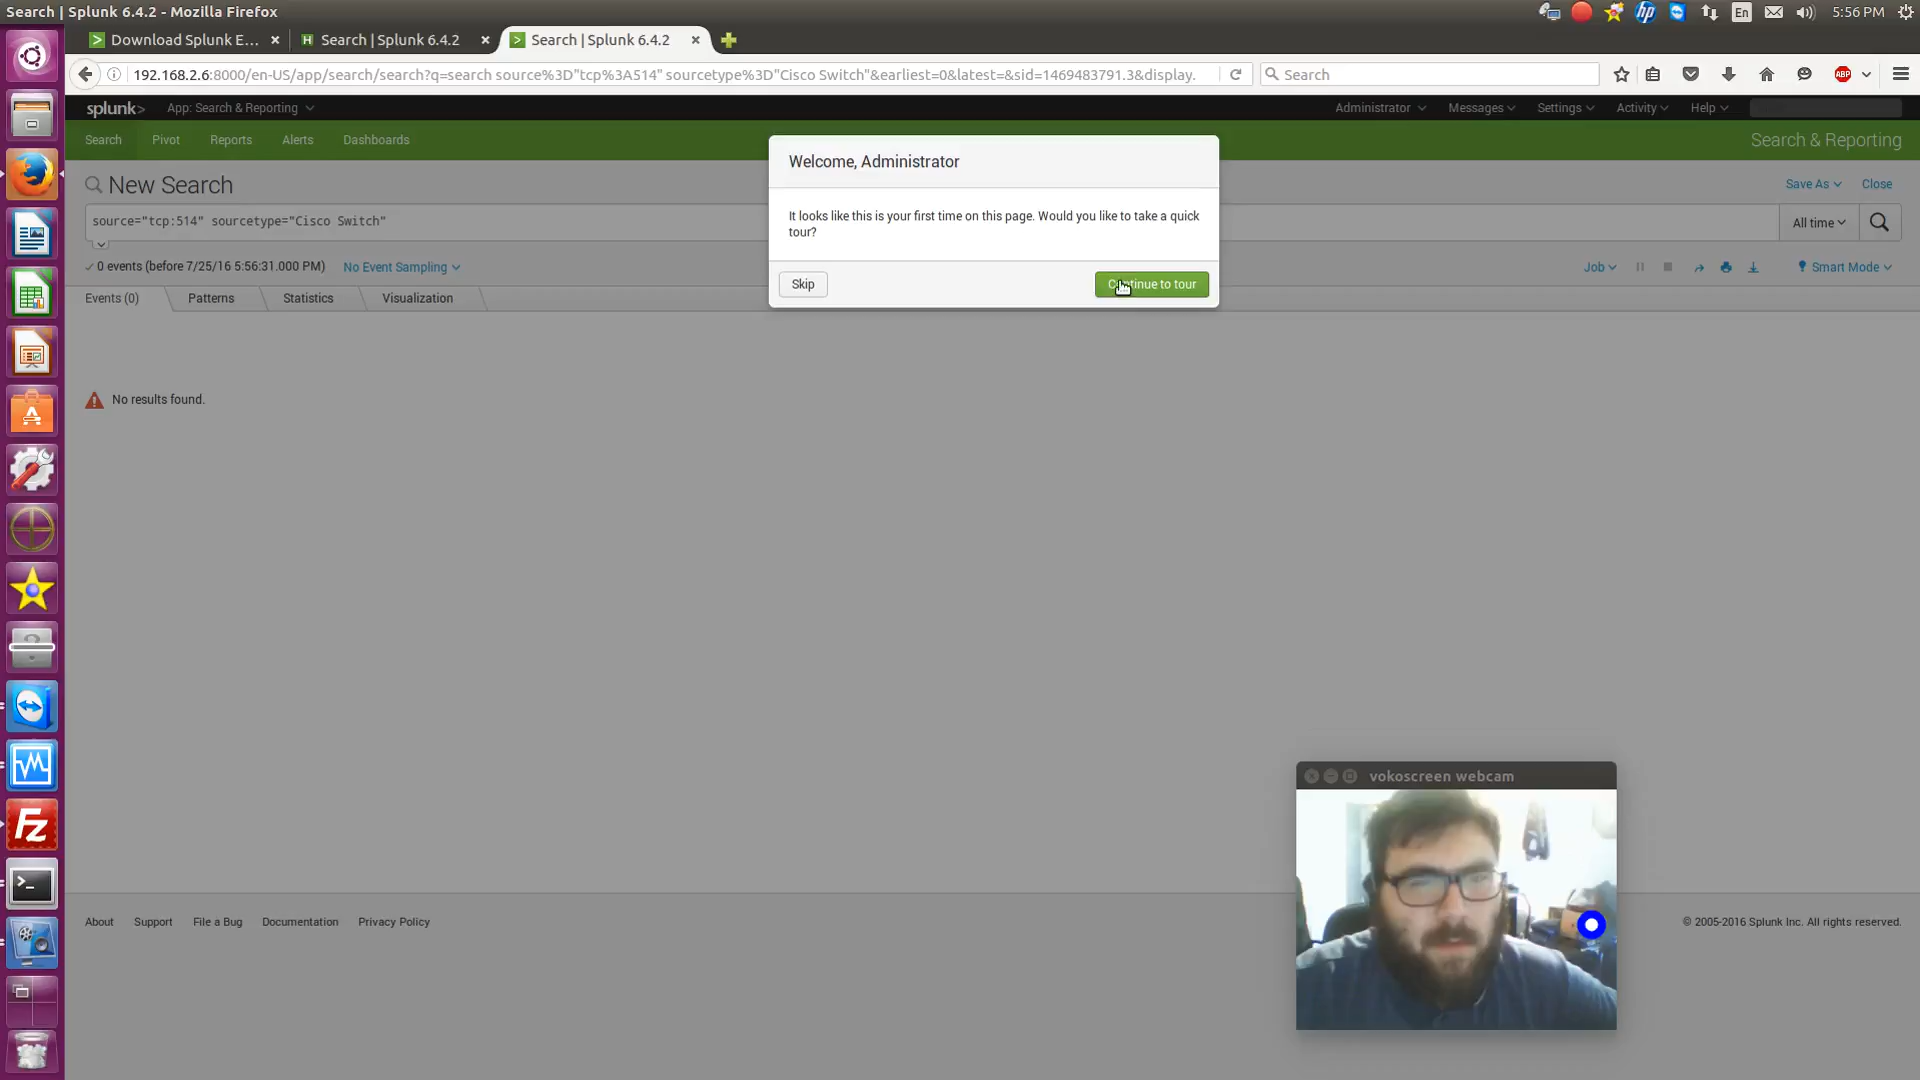 Search | Splunk 6.4.2 - Mozilla Firefox
En
5:56 PM
Download Splunk E...
Search | Splunk 6.4.2
Search | Splunk 6.4.2
192.168.2.6:8000/en-US/app/search/search?q=search source%3D"tcp%3A514" sourcetype%3D"Cisco Switch"&earliest=0&latest=&sid=1469483791.3&display.
Search
ABP
splunk>
App: Search & Reporting
Administrator
Messages
Settings
Activity
Help
Search
Pivot
Reports
Alerts
Dashboards
Search & Reporting
Welcome, Administrator
It looks like this is your first time on this page. Would you like to take a quick
tour?
Skip
tinue to tour
New Search
Save As
Close
source="tcp:514" sourcetype="Cisco Switch"
All time
0 events (before 7/25/16 5:56:31.000 PM)
No Event Sampling
Job
Smart Mode
Events (0)
Patterns
Statistics
Visualization
No results found.
vokoscreen webcam
About
Support
File a Bug
Documentation
Privacy Policy
© 2005-2016 Splunk Inc. All rights reserved.